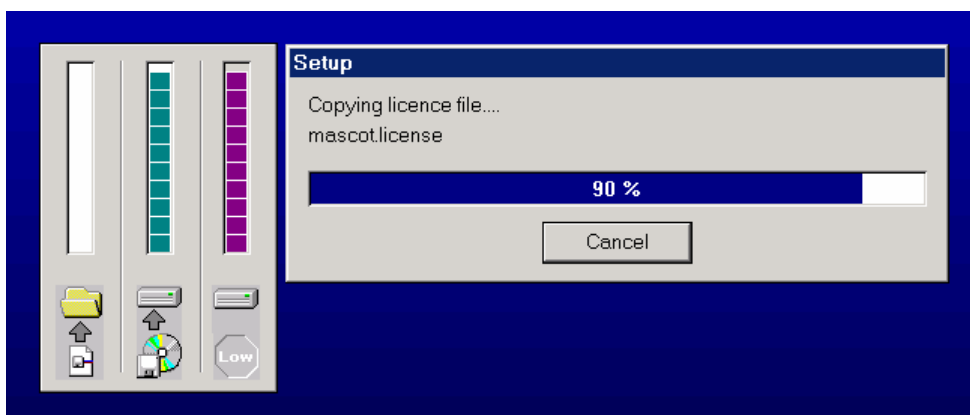 Setup
Copying licence file....
mascot.license
90 %
Cancel
Low